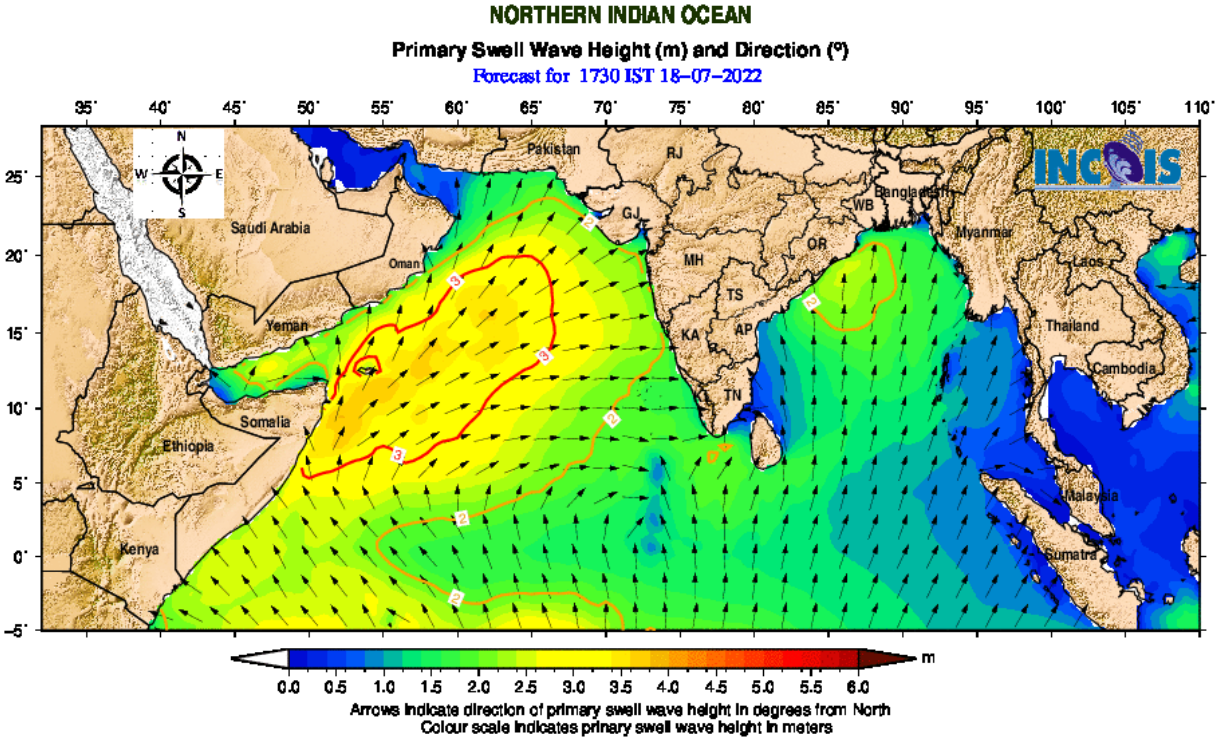 NORTHERN INDIAN OCEAN
Primary Swell Wave Height (m) and Direction (º)
Forecast for 1730 IST 18-07-2022
35° 40° 45° 50° 55° 60° 65° 70° 75° 80° 85° 90° 95° 100° 105° 110°
N
W E
S
Pakistan
RJ
INCOIS
25°
Bangladesh
WB
GJ
2
Saudi Arabia
Myanmar
OR
20°
Oman
MH
Laos
3
TS
2
Yemen
15°
KA
AP
Thailand
3
Cambodia
TN
10°
Somalia
2
Ethiopia
3
5°
Malaysia
2
Kenya
0°
Sumatra
2
-5°
0.0 0.5 1.0 1.5 2.0 2.5 3.0 3.5 4.0 4.5 5.0 5.5 6.0 m
Arrows indicate direction of primary swell wave height in degrees from North
Colour scale indicates prinary swell wave height in meters